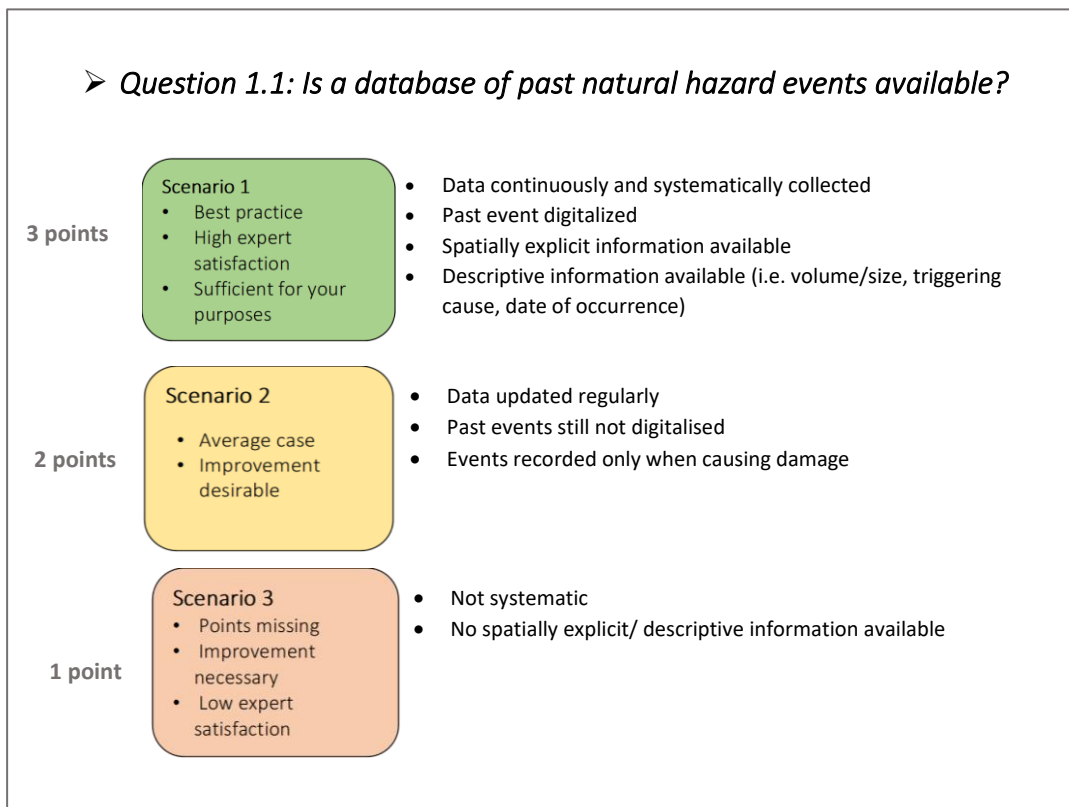 ➢ Question 1.1: Is a database of past natural hazard events available?
3 points
Scenario 1
• Best practice
• High expert
satisfaction
• Sufficient for your
purposes
• Data continuously and systematically collected
• Past event digitalized
• Spatially explicit information available
• Descriptive information available (i.e. volume/size, triggering
cause, date of occurrence)
2 points
Scenario 2
• Average case
• Improvement
desirable
• Data updated regularly
• Past events still not digitalised
• Events recorded only when causing damage
1 point
Scenario 3
• Points missing
• Improvement
necessary
• Low expert
satisfaction
• Not systematic
• No spatially explicit/ descriptive information available